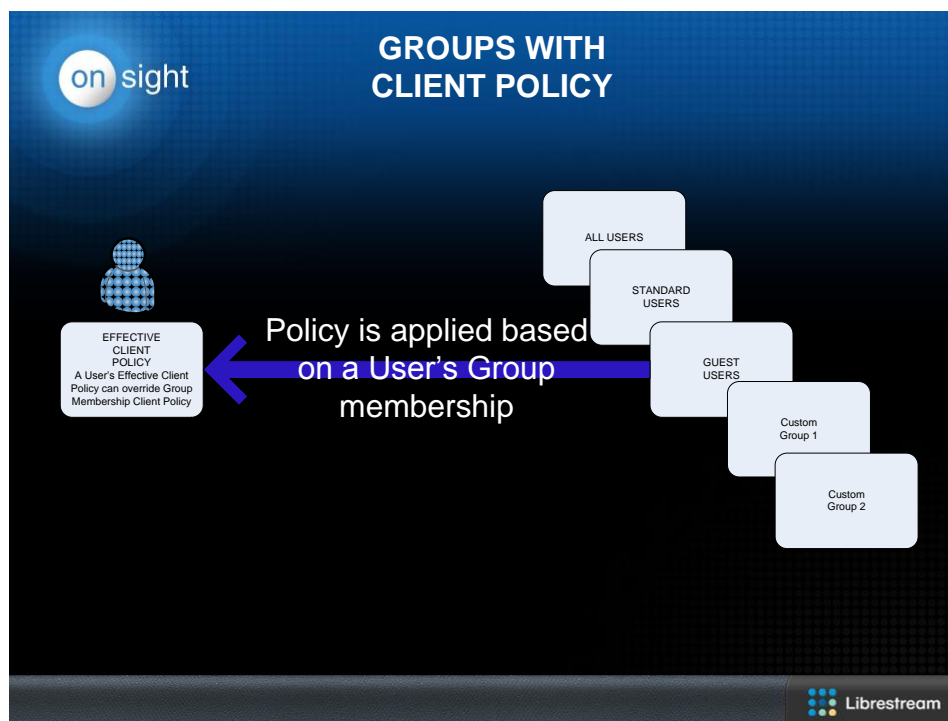 on sight
GROUPS WITH
CLIENT POLICY
ALL USERS
STANDARD
USERS
GUEST
USERS
Custom
Group 1
Custom
Group 2
Policy is applied based
on a User's Group
membership
EFFECTIVE
CLIENT
POLICY
A User's Effective Client
Policy can override Group
Membership Client Policy
Librestream